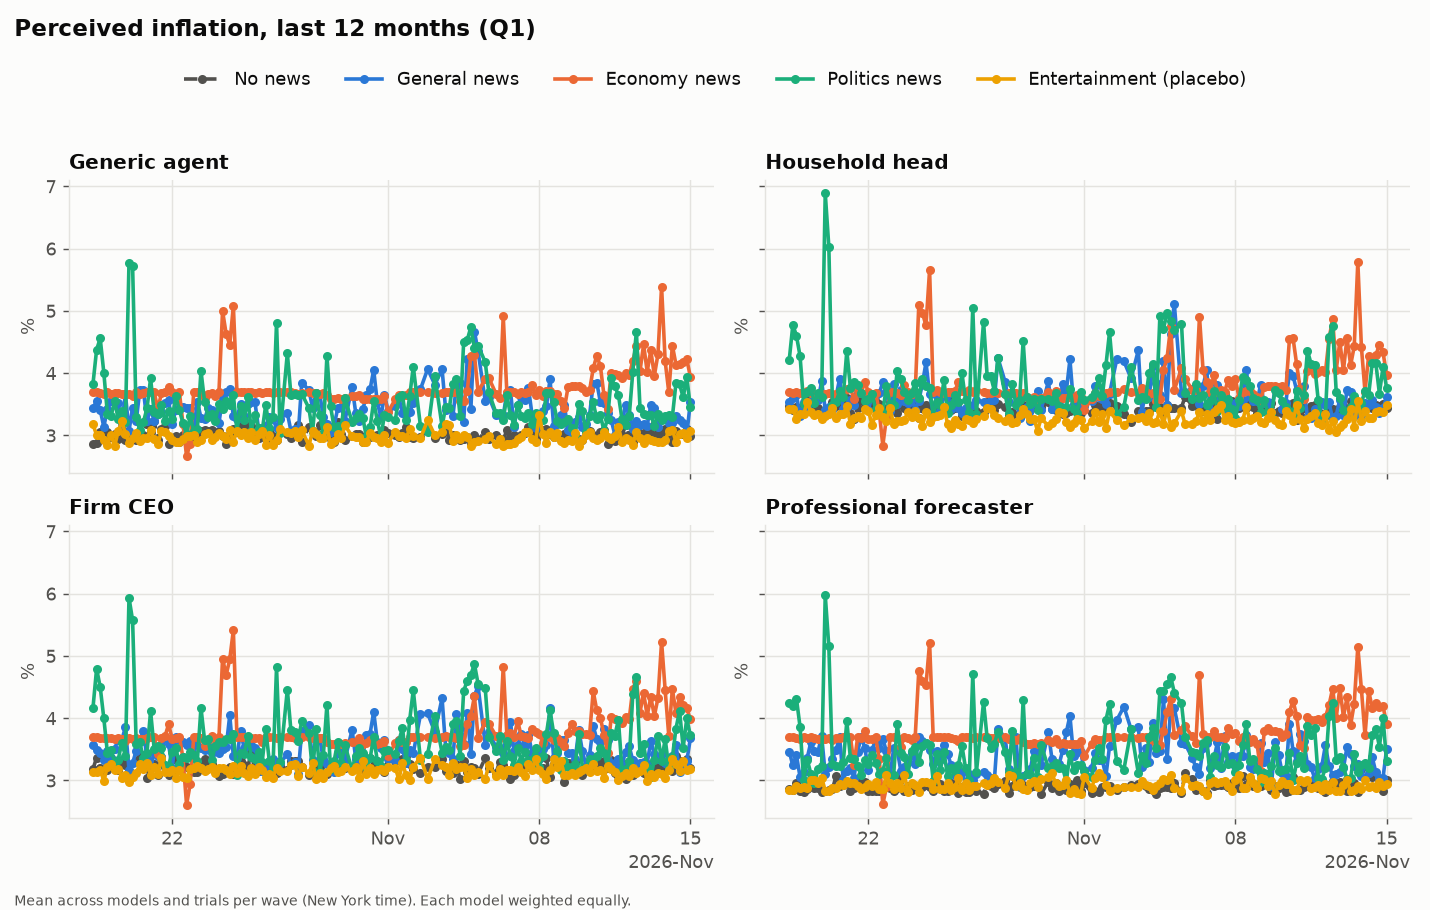 Perceived inflation, last 12 months (Q1)
No news General news Economy news Politics news Entertainment (placebo)
Generic agent
Household head
7
6
5
4
3
%
%
Firm CEO
Professional forecaster
7
6
5
4
3
%
%
22 Nov 08 15
2026-Nov
22 Nov 08 15
2026-Nov
Mean across models and trials per wave (New York time). Each model weighted equally.